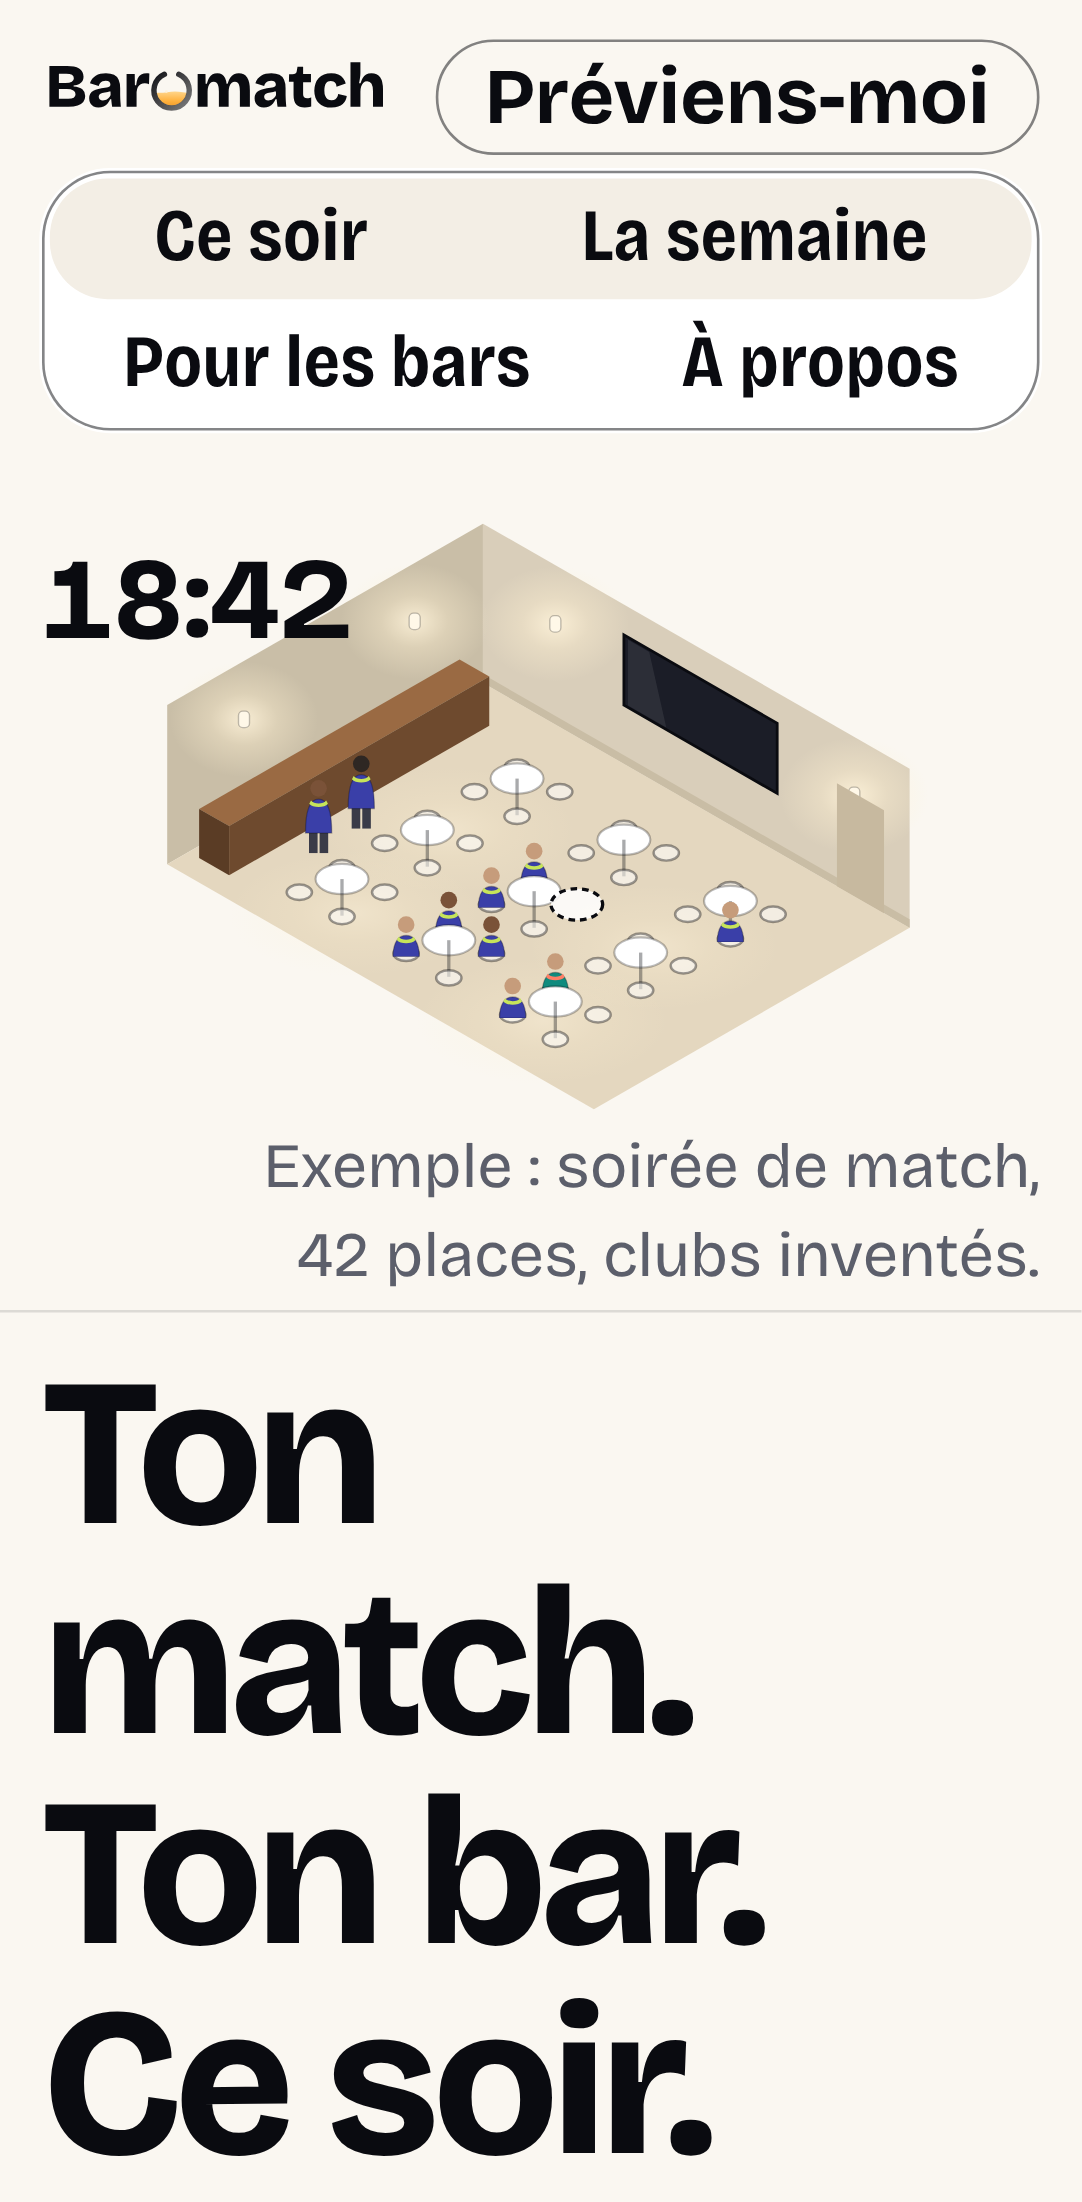 Baromatch
Préviens-moi
Ce soir
La semaine
Pour les bars
À propos
18:42
Exemple : soirée de match,
42 places, clubs inventés.
Ton
match.
Ton bar.
Ce soir.